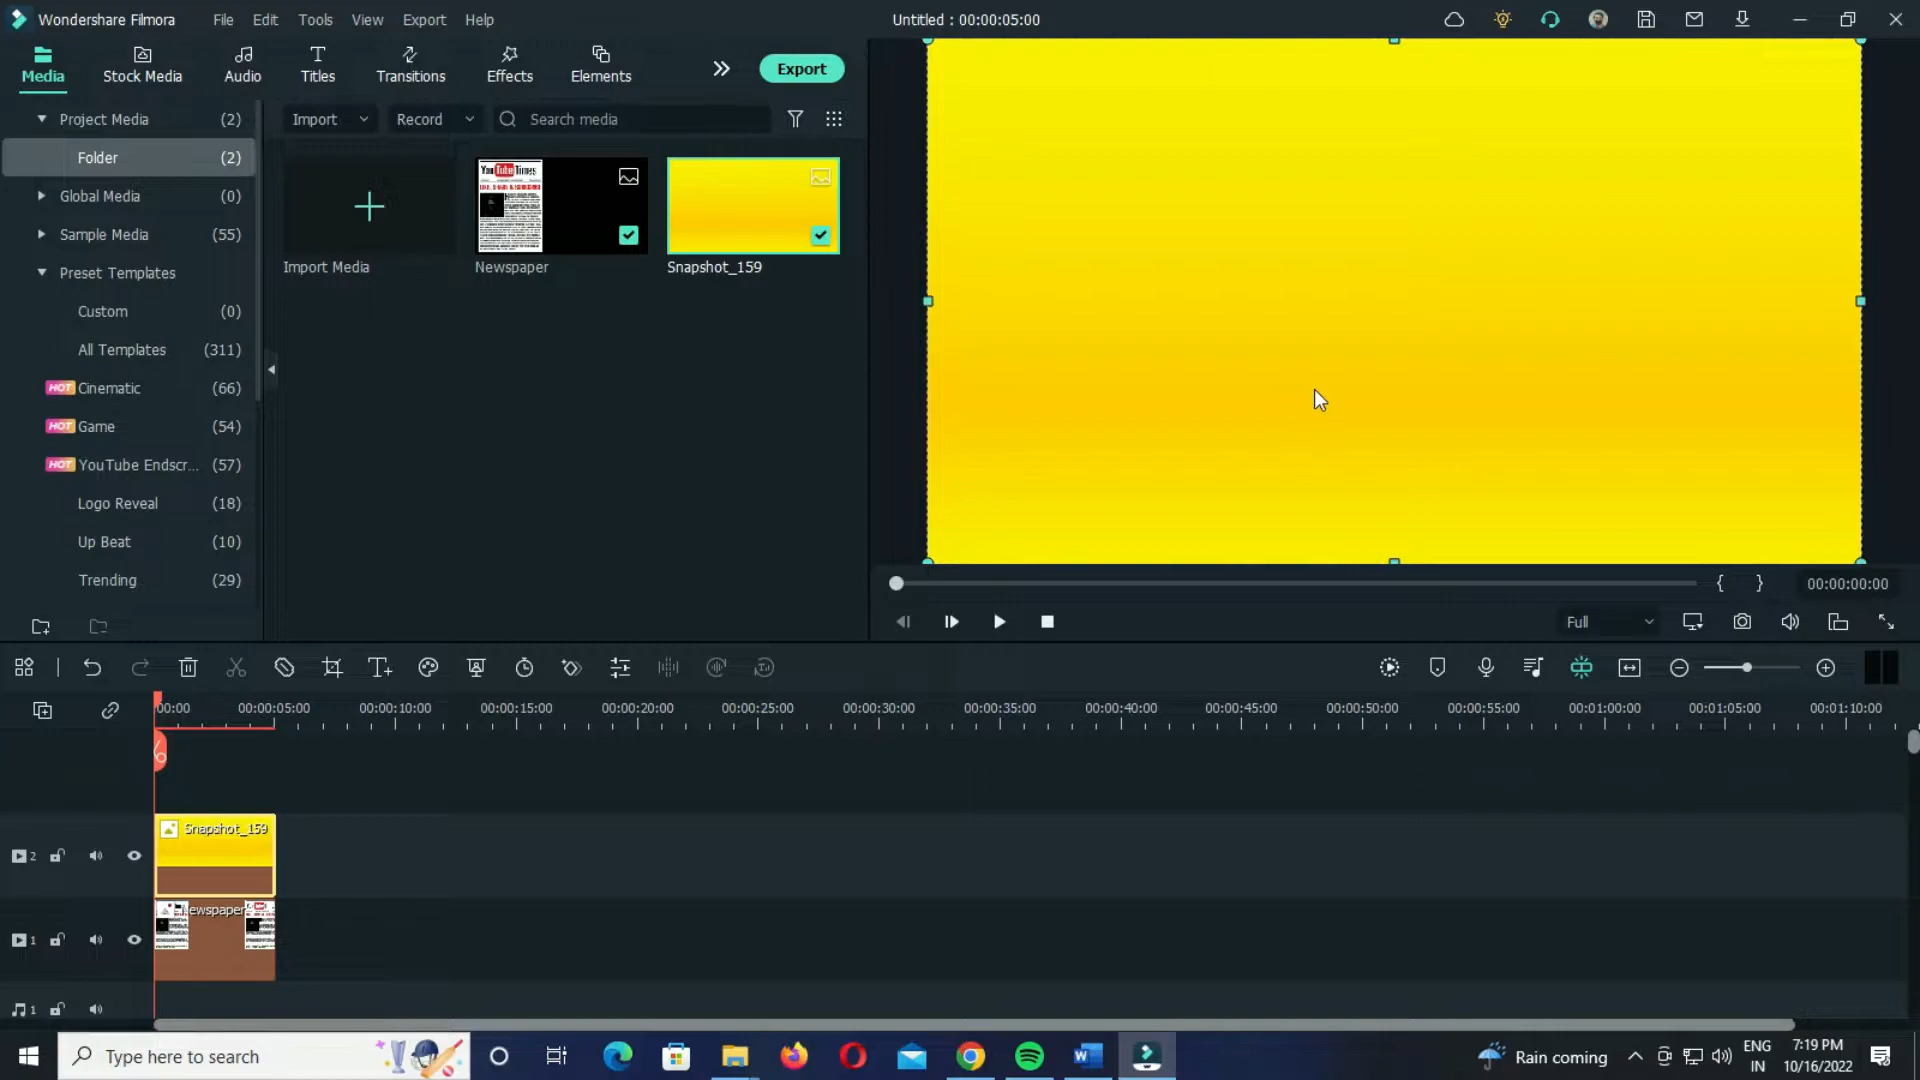 Wondershare Filmora File Edit Tools View Export Help Untitled : 00:00:05:00
Media Stock Media Audio Titles Transitions Effects Elements Export
Project Media (2)
Folder (2)
Global Media (0)
Sample Media (55)
Preset Templates
Custom (0)
All Templates (311)
HOT Cinematic (66)
HOT Game (54)
HOT YouTube Endscr... (57)
Logo Reveal (18)
Up Beat (10)
Trending (29)
Import Record Search media
YouTube Times
Import Media Newspaper Snapshot_159
{ } 00:00:00:00
Full
00:00 00:00:05:00 00:00:10:00 00:00:15:00 00:00:20:00 00:00:25:00 00:00:30:00 00:00:35:00 00:00:40:00 00:00:45:00 00:00:50:00 00:00:55:00 00:01:00:00 00:01:05:00 00:01:10:00
Snapshot_159
2
Newspaper
1
1
Type here to search
Rain coming
ENG
IN
7:19 PM
10/16/2022